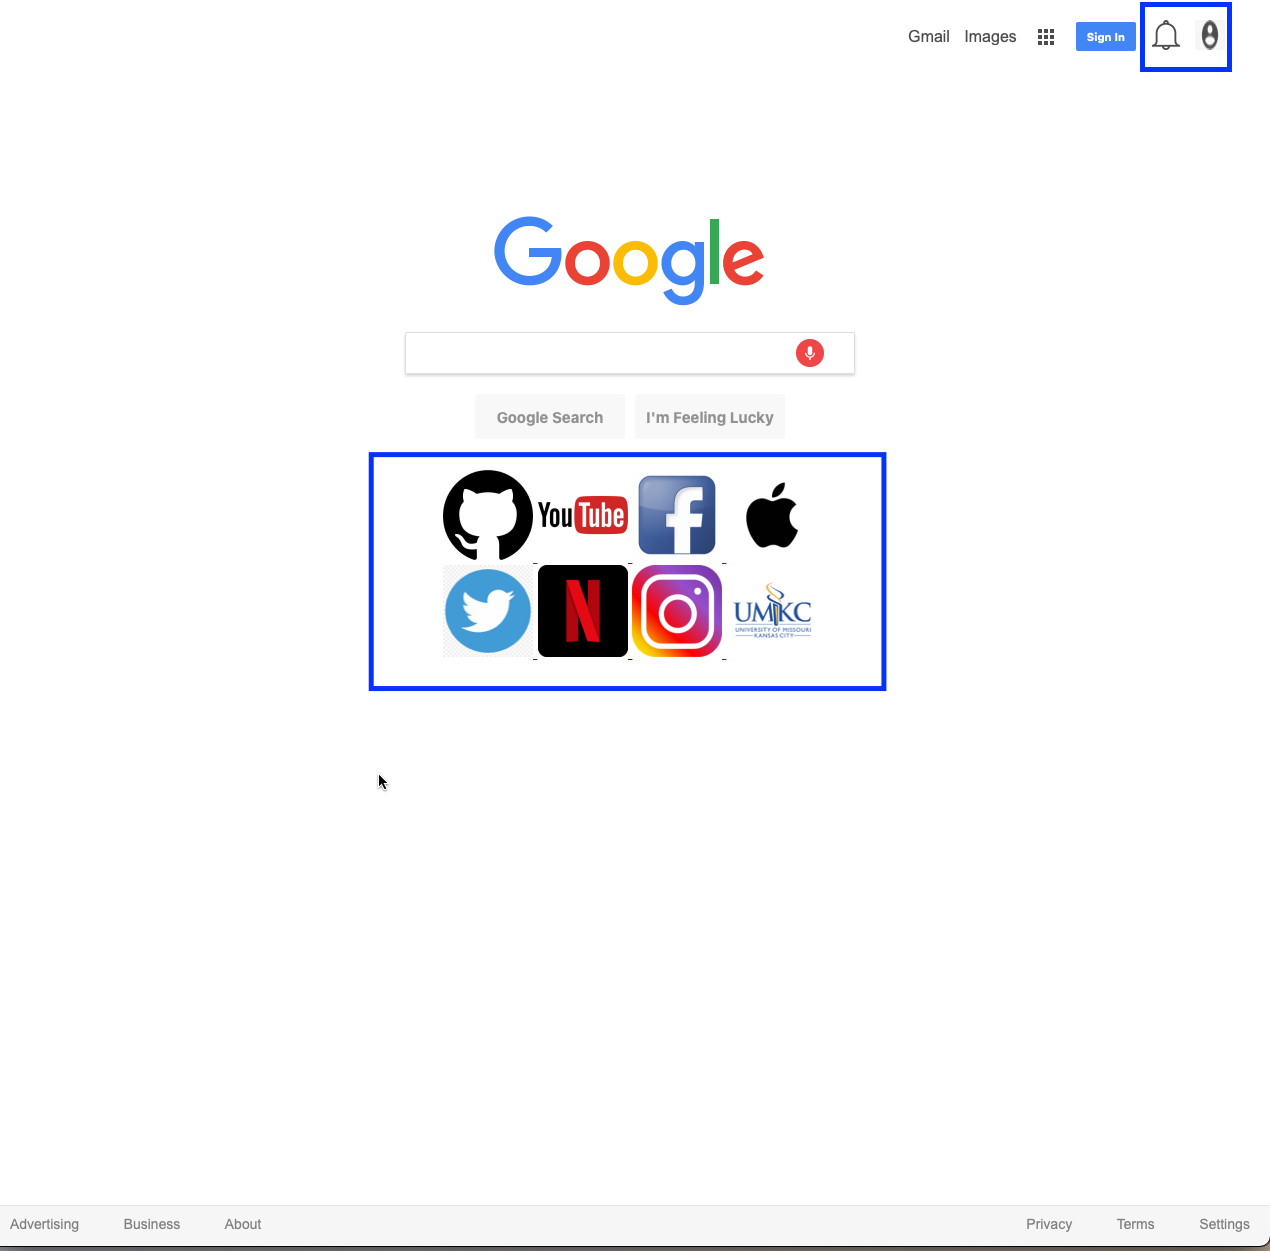 Gmail Images Sign In
Google
Google Search I'm Feeling Lucky
YouTube f
N UMKC
UNIVERSITY OF MISSOURI
KANSAS CITY
Advertising Business About Privacy Terms Settings